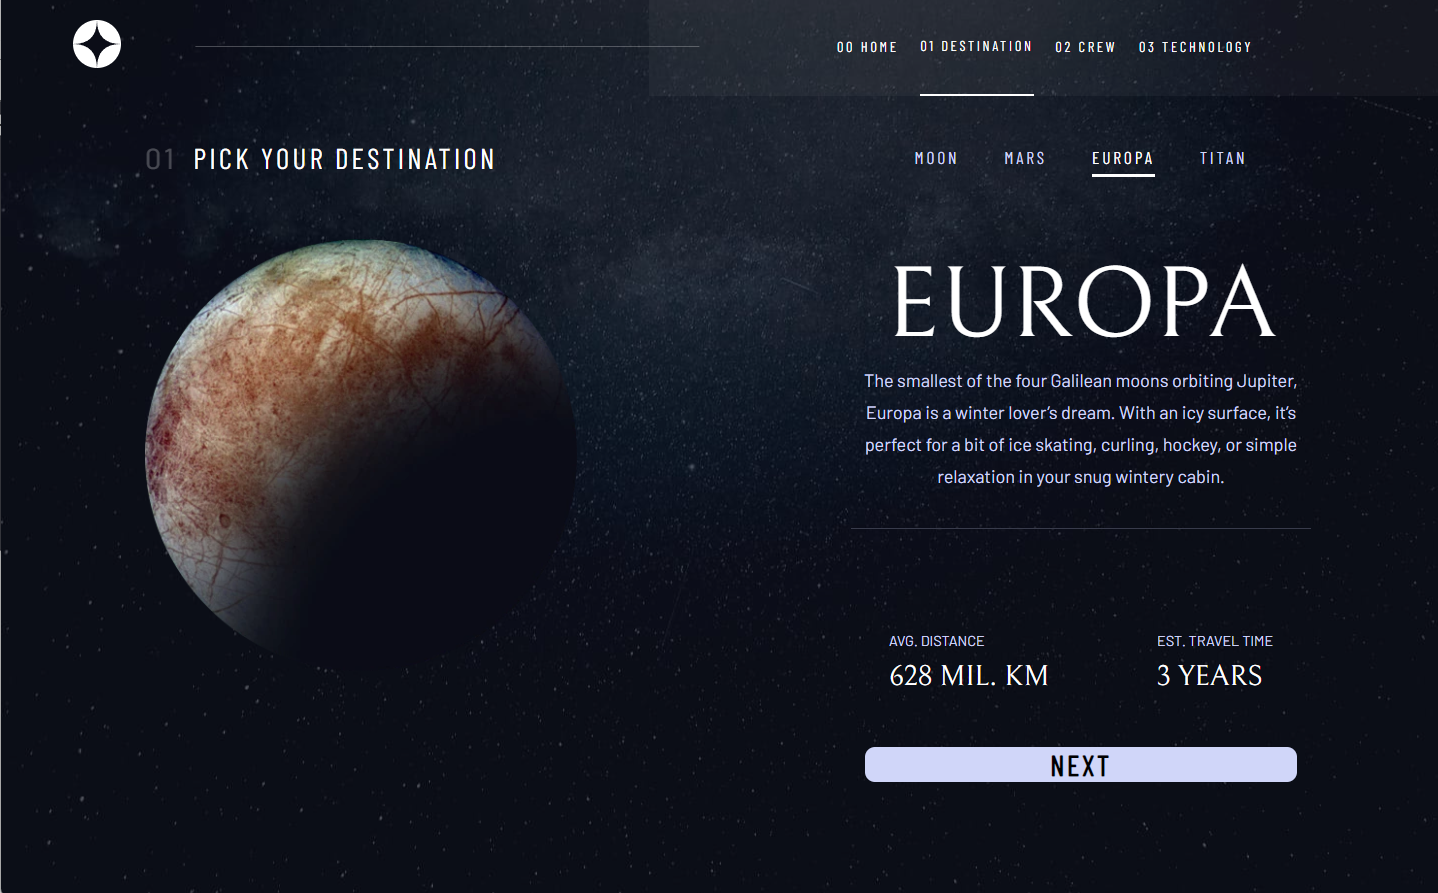 00 HOME 01 DESTINATION 02 CREW 03 TECHNOLOGY
01 PICK YOUR DESTINATION
MOON MARS EUROPA TITAN
EUROPA
The smallest of the four Galilean moons orbiting Jupiter,
Europa is a winter lover’s dream. With an icy surface, it’s
perfect for a bit of ice skating, curling, hockey, or simple
relaxation in your snug wintery cabin.
AVG. DISTANCE
628 MIL. KM
EST. TRAVEL TIME
3 YEARS
NEXT